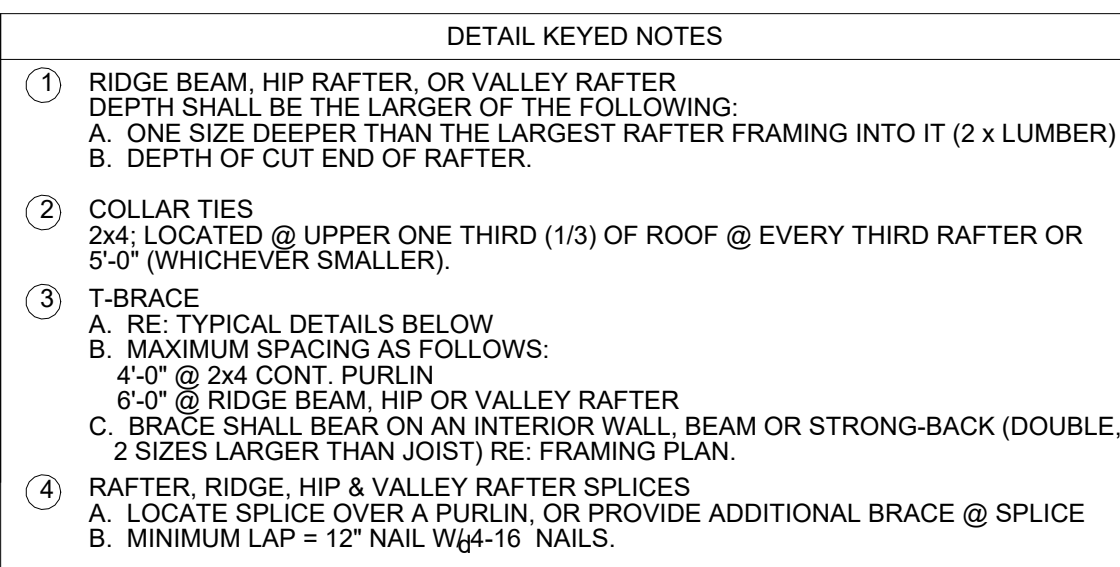 DETAIL KEYED NOTES
1 RIDGE BEAM, HIP RAFTER, OR VALLEY RAFTER
DEPTH SHALL BE THE LARGER OF THE FOLLOWING:
A. ONE SIZE DEEPER THAN THE LARGEST RAFTER FRAMING INTO IT (2 x LUMBER)
B. DEPTH OF CUT END OF RAFTER.
2 COLLAR TIES
2x4; LOCATED @ UPPER ONE THIRD (1/3) OF ROOF @ EVERY THIRD RAFTER OR
5'-0" (WHICHEVER SMALLER).
3 T-BRACE
A. RE: TYPICAL DETAILS BELOW
B. MAXIMUM SPACING AS FOLLOWS:
4'-0" @ 2x4 CONT. PURLIN
6'-0" @ RIDGE BEAM, HIP OR VALLEY RAFTER
C. BRACE SHALL BEAR ON AN INTERIOR WALL, BEAM OR STRONG-BACK (DOUBLE,
2 SIZES LARGER THAN JOIST) RE: FRAMING PLAN.
4 RAFTER, RIDGE, HIP & VALLEY RAFTER SPLICES
A. LOCATE SPLICE OVER A PURLIN, OR PROVIDE ADDITIONAL BRACE @ SPLICE
B. MINIMUM LAP = 12" NAIL W/d4-16 NAILS.